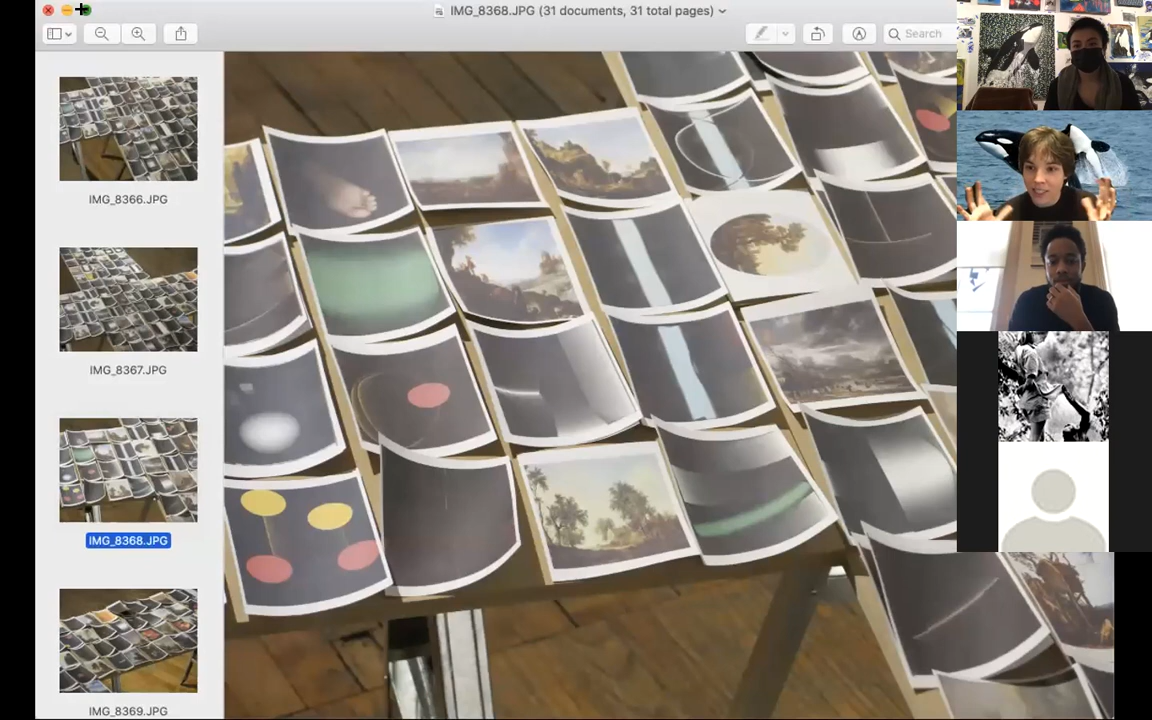 IMG_8368.JPG (31 documents, 31 total pages)
Search
IMG_8366.JPG
IMG_8367.JPG
IMG_8368.JPG
IMG_8369.JPG